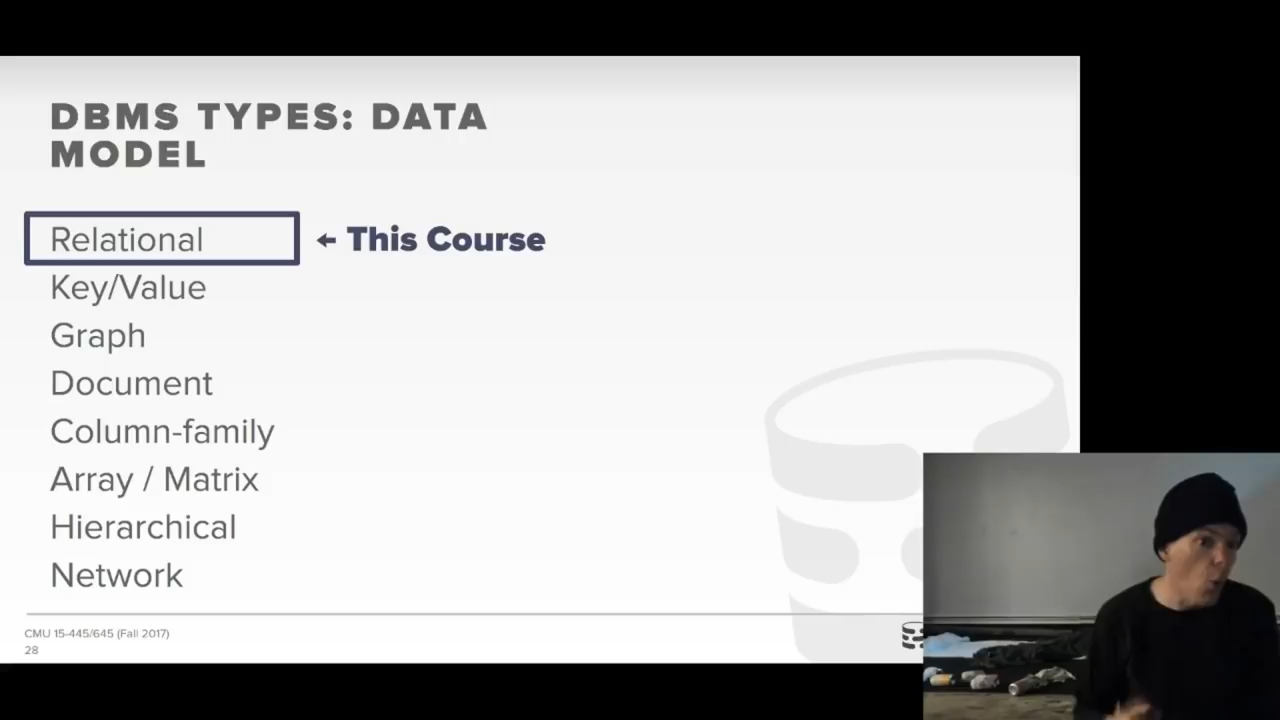 DBMS TYPES: DATA
MODEL
Relational ← This Course
Key/Value
Graph
Document
Column-family
Array / Matrix
Hierarchical
Network
CMU 15-445/645 (Fall 2017)
28